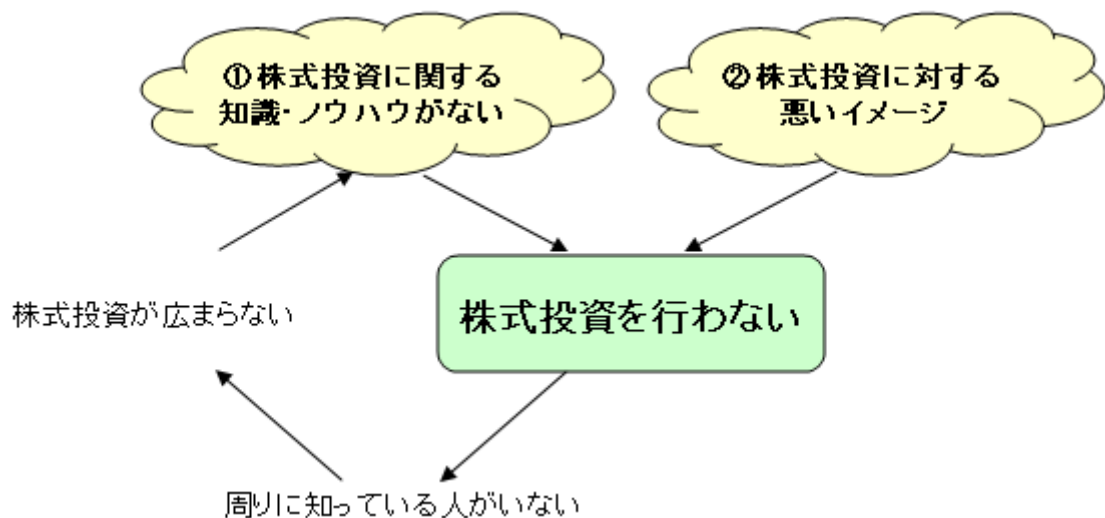 ①株式投資に関する
知識・ノウハウがない
②株式投資に対する
悪いイメージ
株式投資が広まらない
株式投資を行わない
周りに知っている人がいない